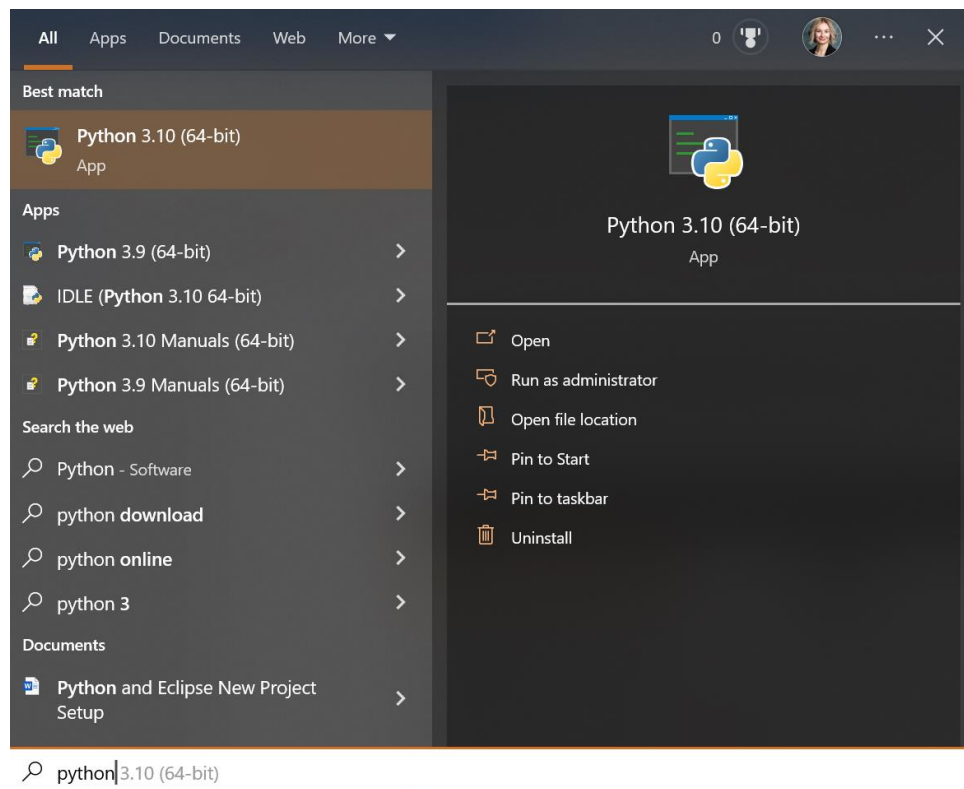 All Apps Documents Web More 0
Best match
Python 3.10 (64-bit)
App
Apps
Python 3.9 (64-bit)
IDLE (Python 3.10 64-bit)
Python 3.10 Manuals (64-bit)
Python 3.9 Manuals (64-bit)
Search the web
Python - Software
python download
python online
python 3
Documents
Python and Eclipse New Project
Setup
Python 3.10 (64-bit)
App
Open
Run as administrator
Open file location
Pin to Start
Pin to taskbar
Uninstall
python 3.10 (64-bit)